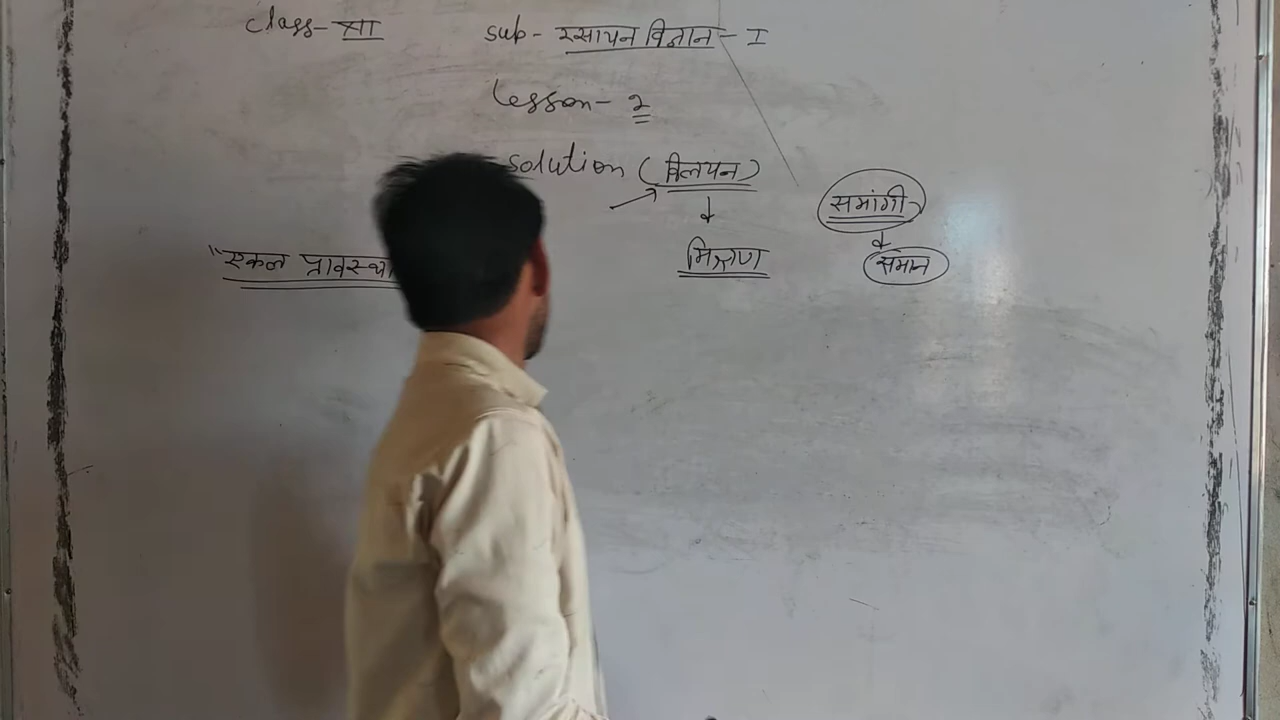 class- XII
sub- रसायन विज्ञान - I
Lesson- 2
solution (विलयन)
समांगी
मिश्रण
समान
"एकल प्रावस्था